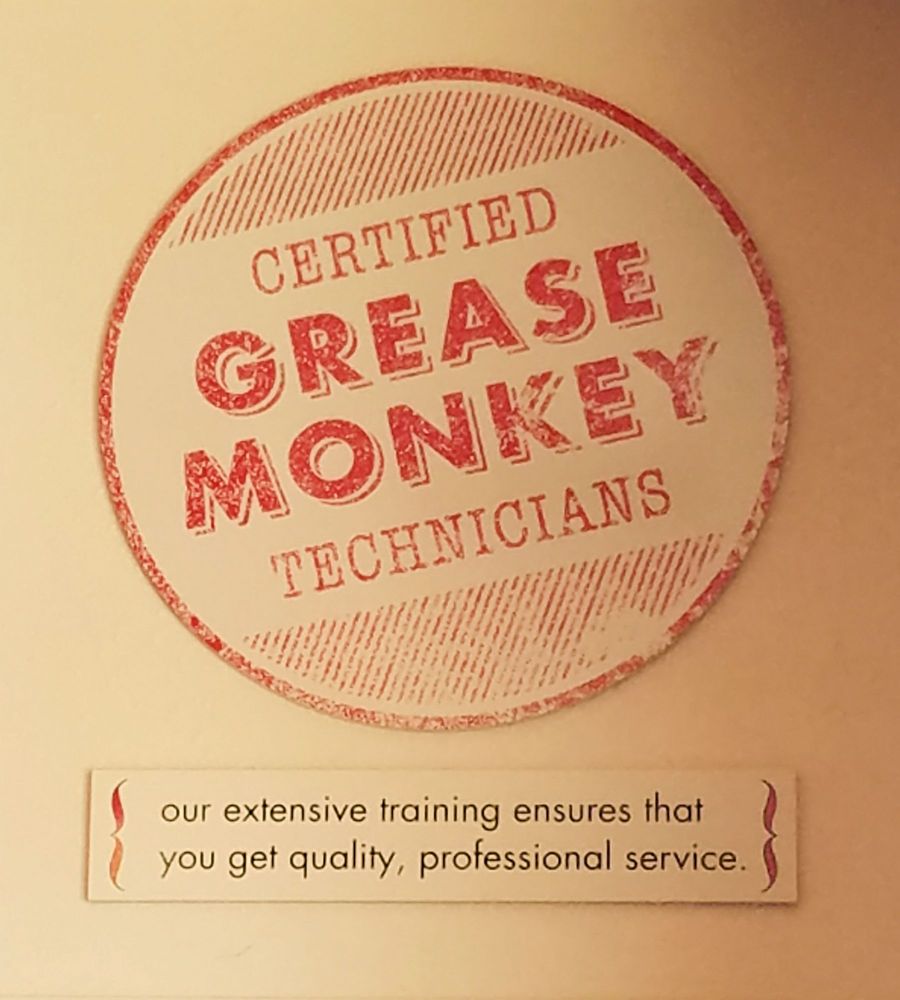 CERTIFIED
GREASE
MONKEY
TECHNICIANS
our extensive training ensures that
you get quality, professional service.